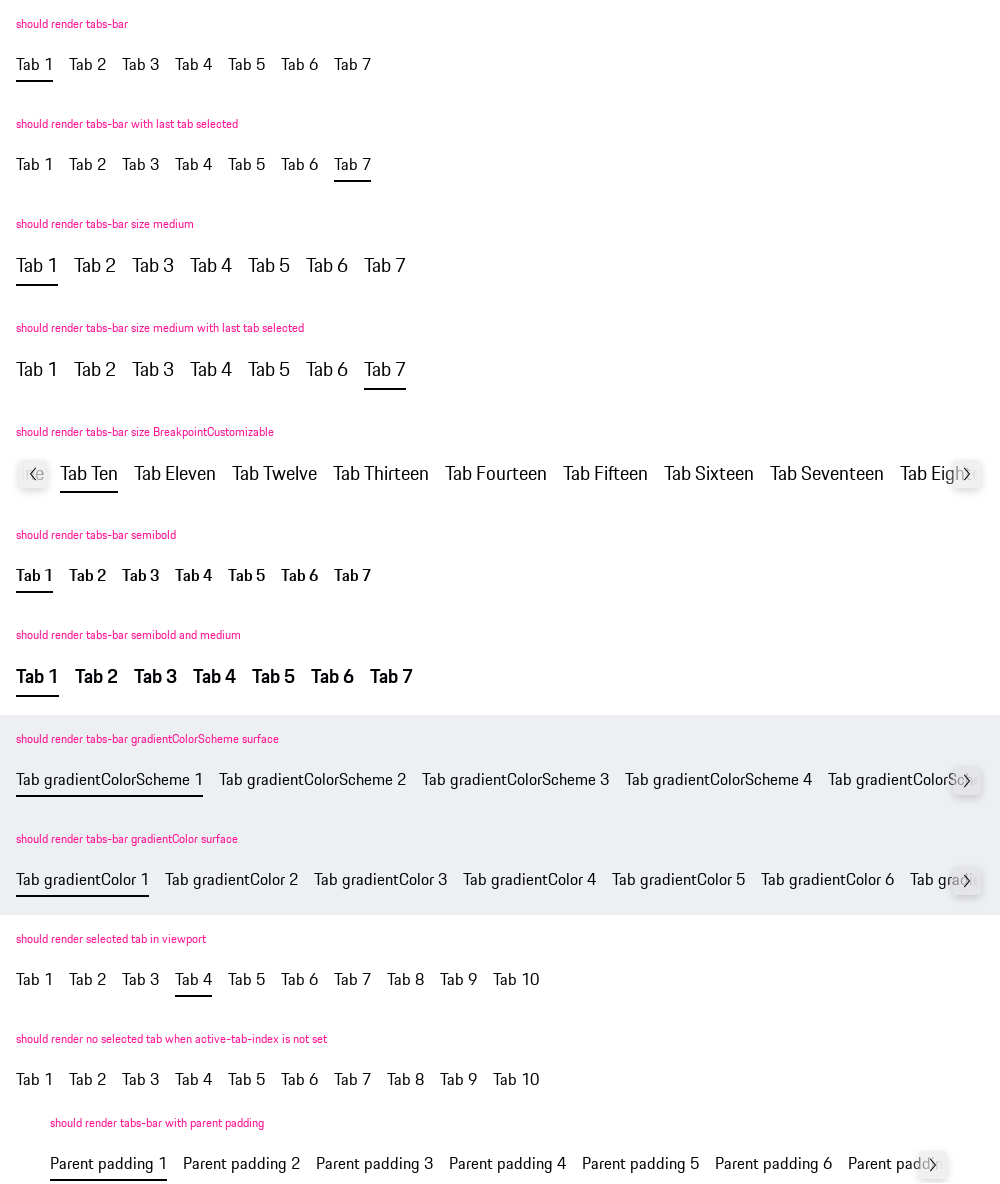 should render tabs-bar
Tab 1 Tab 2 Tab 3 Tab 4 Tab 5 Tab 6 Tab 7
should render tabs-bar with last tab selected
Tab 1 Tab 2 Tab 3 Tab 4 Tab 5 Tab 6 Tab 7
should render tabs-bar size medium
Tab 1 Tab 2 Tab 3 Tab 4 Tab 5 Tab 6 Tab 7
should render tabs-bar size medium with last tab selected
Tab 1 Tab 2 Tab 3 Tab 4 Tab 5 Tab 6 Tab 7
should render tabs-bar size BreakpointCustomizable
Tab Ten Tab Eleven Tab Twelve Tab Thirteen Tab Fourteen Tab Fifteen Tab Sixteen Tab Seventeen Tab
should render tabs-bar semibold
Tab 1 Tab 2 Tab 3 Tab 4 Tab 5 Tab 6 Tab 7
should render tabs-bar semibold and medium
Tab 1 Tab 2 Tab 3 Tab 4 Tab 5 Tab 6 Tab 7
should render tabs-bar gradientColorScheme surface
Tab gradientColorScheme 1 Tab gradientColorScheme 2 Tab gradientColorScheme 3 Tab gradientColorScheme 4 Tab
should render tabs-bar gradientColor surface
Tab gradientColor 1 Tab gradientColor 2 Tab gradientColor 3 Tab gradientColor 4 Tab gradientColor 5 Tab gradientColor 6 Tab
should render selected tab in viewport
Tab 1 Tab 2 Tab 3 Tab 4 Tab 5 Tab 6 Tab 7 Tab 8 Tab 9 Tab 10
should render no selected tab when active-tab-index is not set
Tab 1 Tab 2 Tab 3 Tab 4 Tab 5 Tab 6 Tab 7 Tab 8 Tab 9 Tab 10
should render tabs-bar with parent padding
Parent padding 1 Parent padding 2 Parent padding 3 Parent padding 4 Parent padding 5 Parent padding 6 Parent